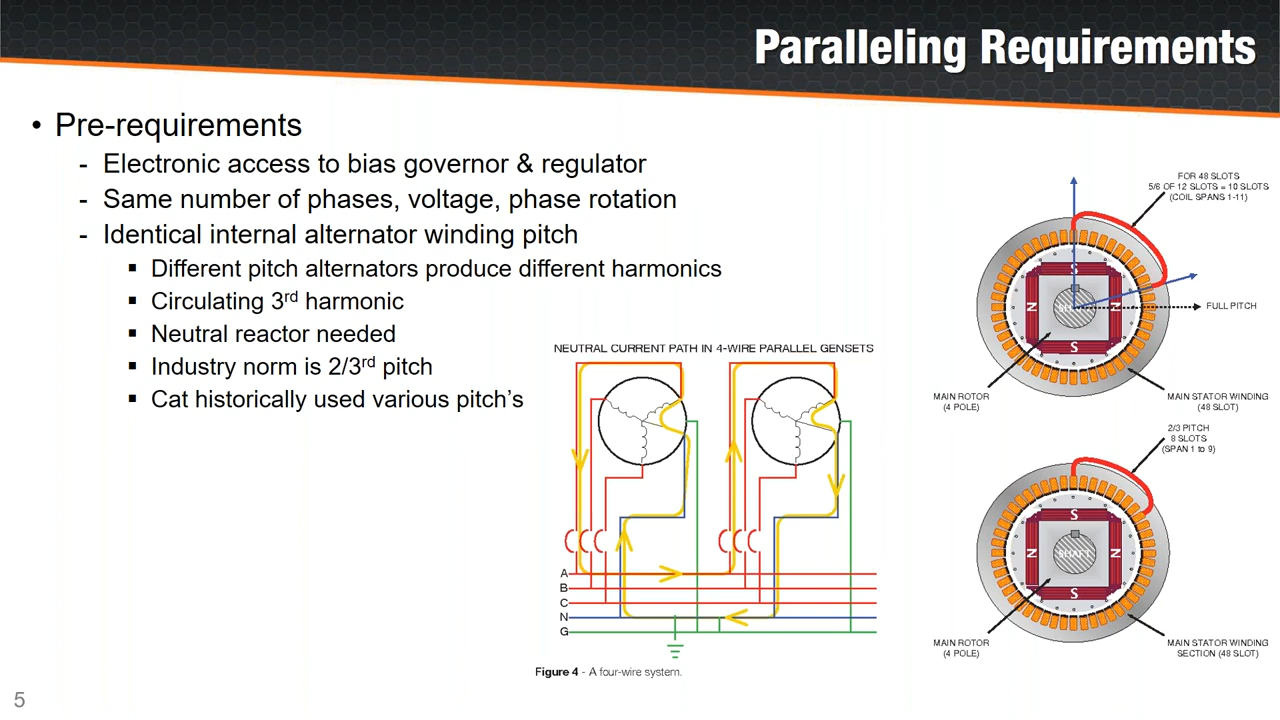 Paralleling Requirements
• Pre-requirements
- Electronic access to bias governor & regulator
- Same number of phases, voltage, phase rotation
- Identical internal alternator winding pitch
▪ Different pitch alternators produce different harmonics
▪ Circulating 3rd harmonic
▪ Neutral reactor needed
▪ Industry norm is 2/3rd pitch
▪ Cat historically used various pitch’s
NEUTRAL CURRENT PATH IN 4-WIRE PARALLEL GENSETS
A
B
C
N
G
Figure 4 - A four-wire system.
FOR 48 SLOTS
5/6 OF 12 SLOTS = 10 SLOTS
(COIL SPANS 1-11)
S
N
N
S
FULL PITCH
MAIN ROTOR
(4 POLE)
MAIN STATOR WINDING
(48 SLOT)
2/3 PITCH
8 SLOTS
(SPAN 1 to 9)
S
N
SHAFT
N
S
MAIN ROTOR
(4 POLE)
MAIN STATOR WINDING
SECTION (48 SLOT)
5